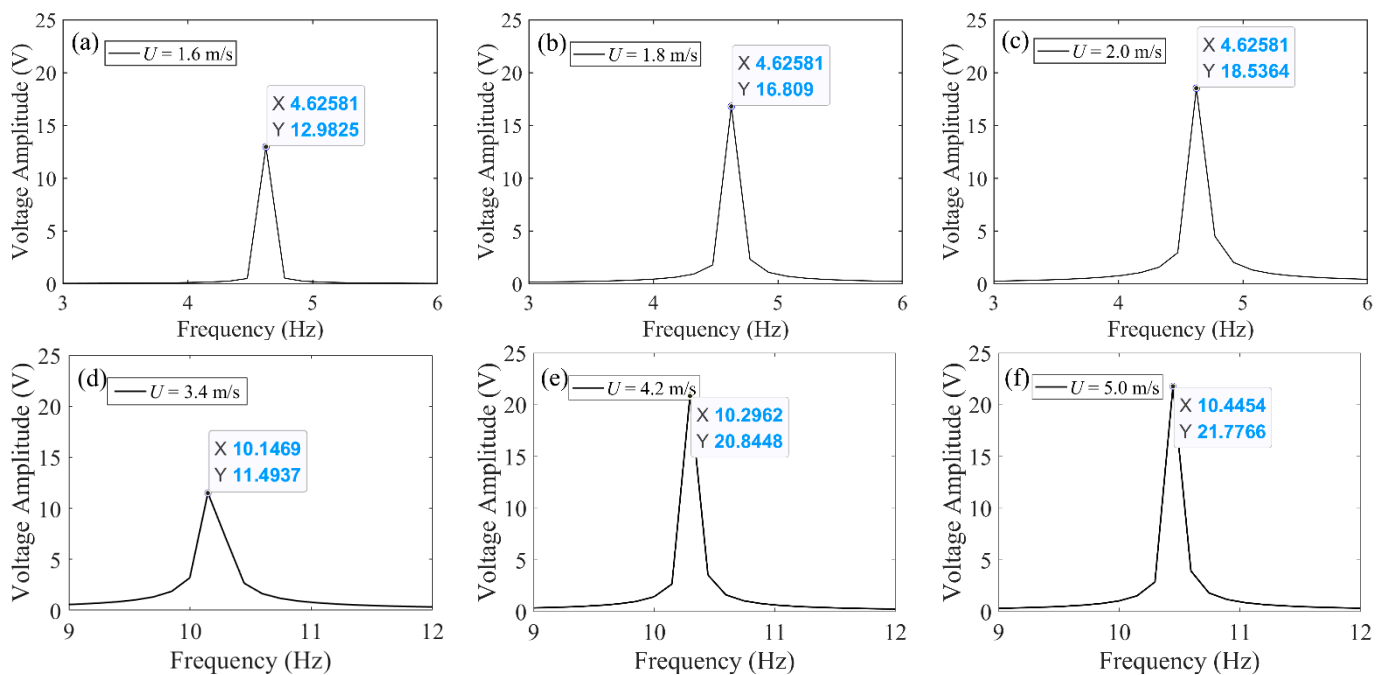 (a)
U = 1.6 m/s
X 4.62581
Y 12.9825
Voltage Amplitude (V)
25
20
15
10
5
0
3
4
5
6
Frequency (Hz)
(b)
U = 1.8 m/s
X 4.62581
Y 16.809
Voltage Amplitude (V)
25
20
15
10
5
0
3
4
5
6
Frequency (Hz)
(c)
U = 2.0 m/s
X 4.62581
Y 18.5364
Voltage Amplitude (V)
25
20
15
10
5
0
3
4
5
6
Frequency (Hz)
(d)
U = 3.4 m/s
X 10.1469
Y 11.4937
Voltage Amplitude (V)
25
20
15
10
5
0
9
10
11
12
Frequency (Hz)
(e)
U = 4.2 m/s
X 10.2962
Y 20.8448
Voltage Amplitude (V)
25
20
15
10
5
0
9
10
11
12
Frequency (Hz)
(f)
U = 5.0 m/s
X 10.4454
Y 21.7766
Voltage Amplitude (V)
25
20
15
10
5
0
9
10
11
12
Frequency (Hz)